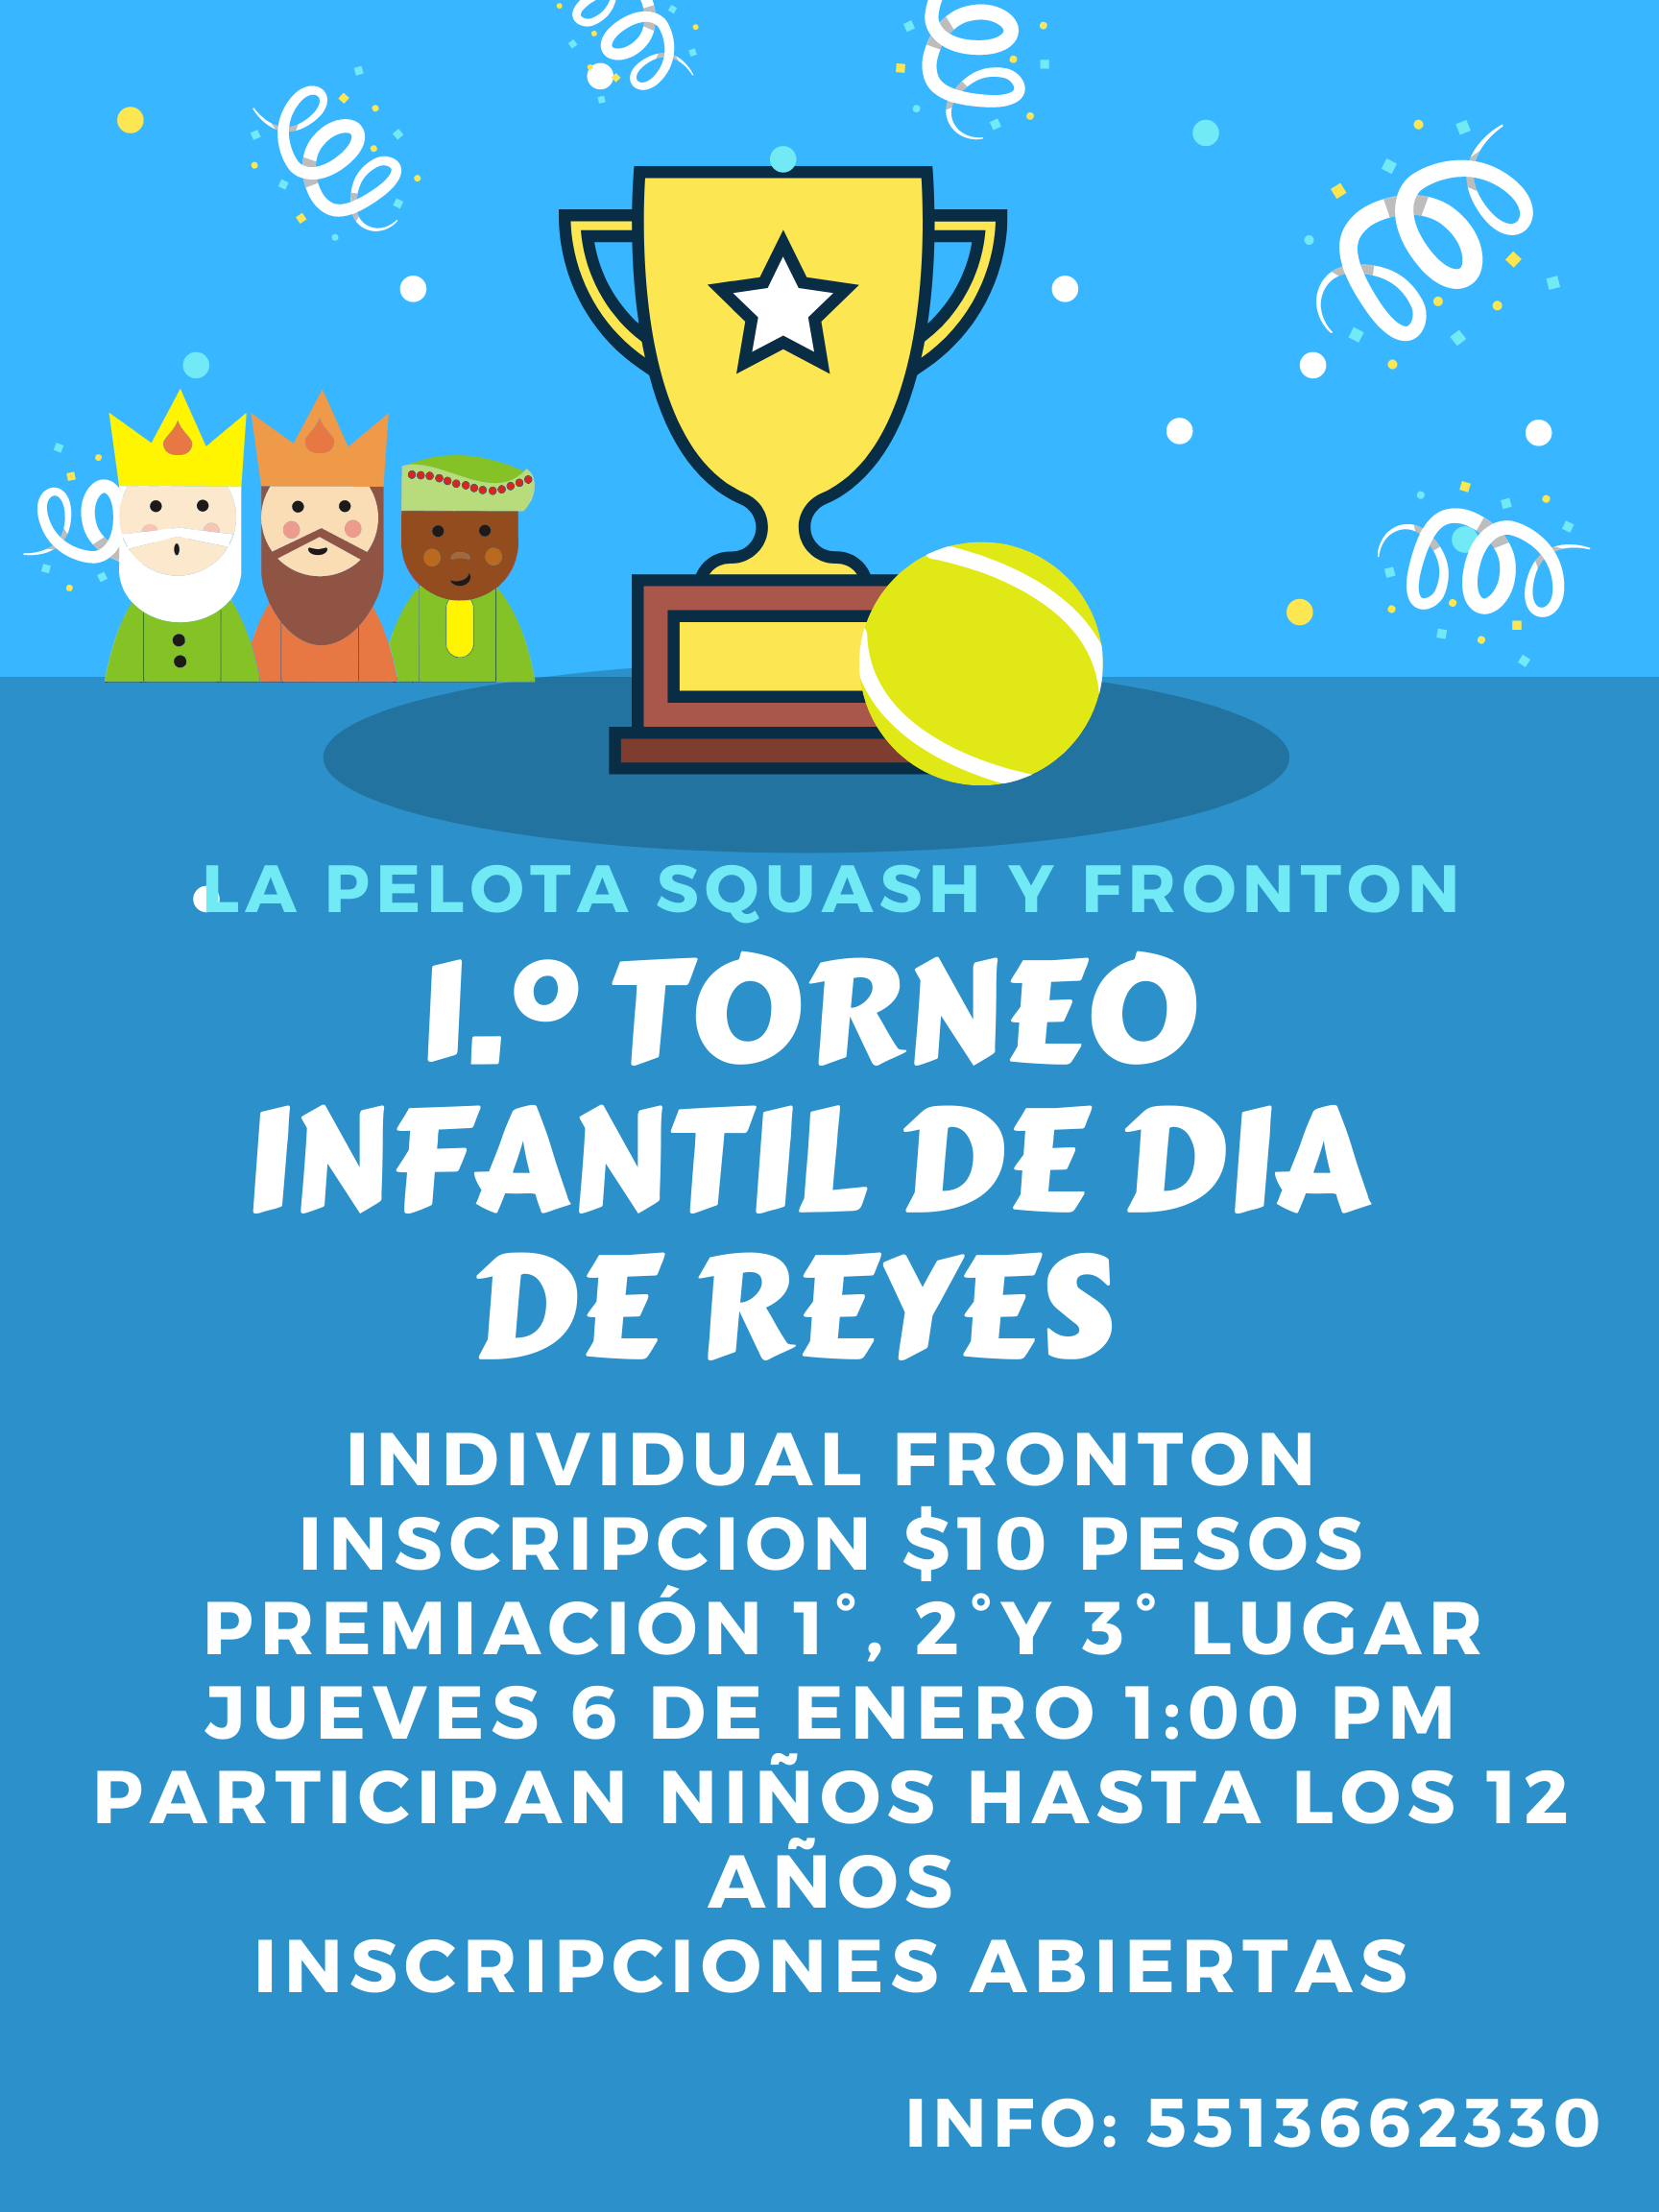 LA PELOTA SQUASH Y FRONTON
1.º TORNEO
INFANTIL DE DIA
DE REYES
INDIVIDUAL FRONTON
INSCRIPCION $10 PESOS
PREMIACIÓN 1° , 2° Y 3° LUGAR
JUEVES 6 DE ENERO 1:00 PM
PARTICIPAN NIÑOS HASTA LOS 12
AÑOS
INSCRIPCIONES ABIERTAS
INFO: 5513662330